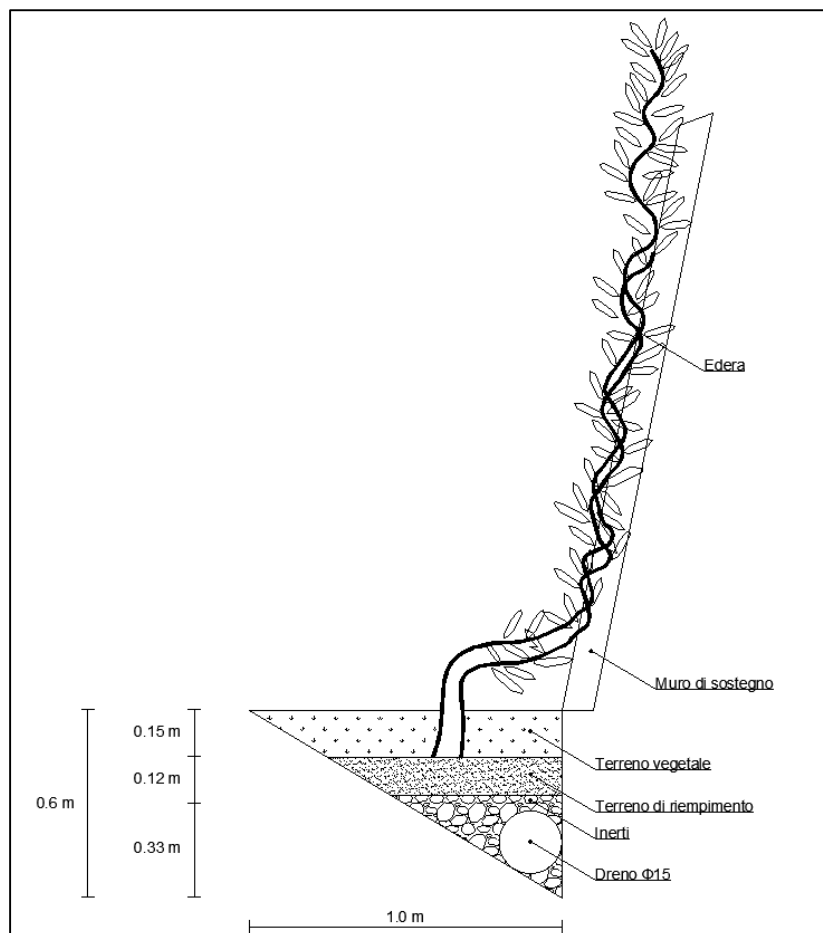 Edera
Muro di sostegno
0.15 m
Terreno vegetale
0.12 m
0.6 m
Terreno di riempimento
Inerti
0.33 m
Dreno Φ15
1.0 m